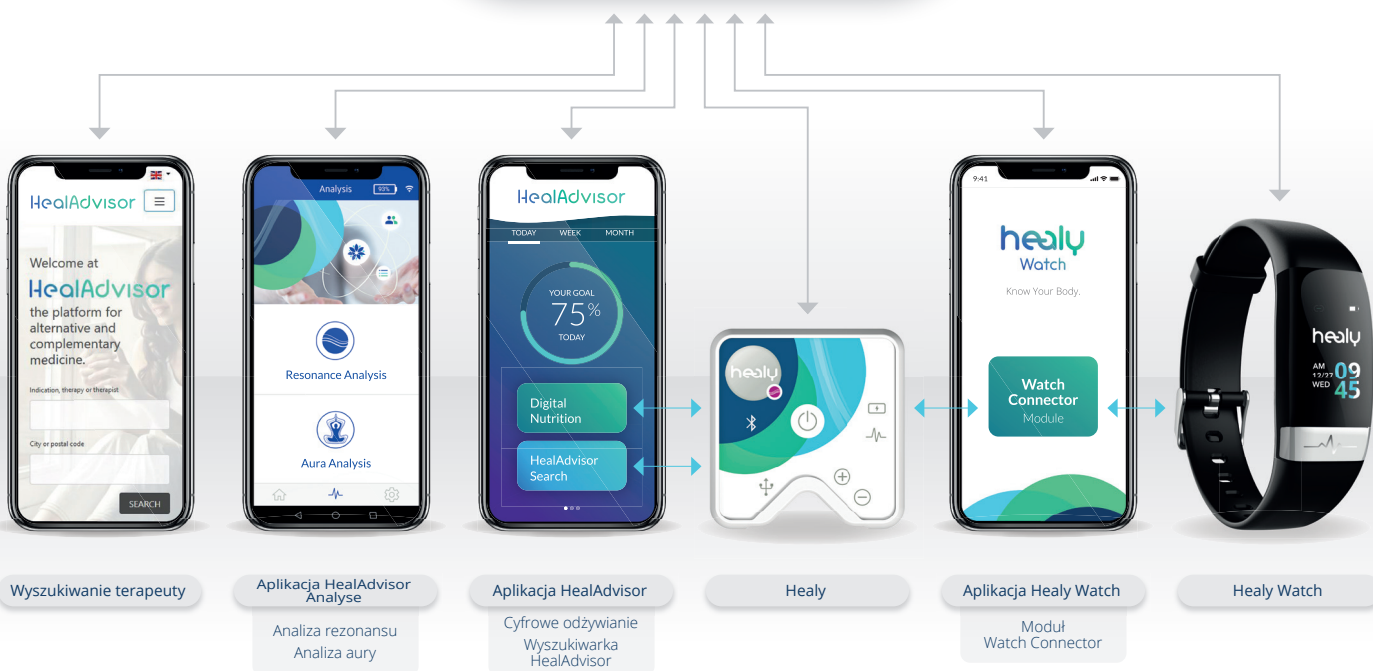 HealAdvisor
Welcome at
HealAdvisor
the platform for
alternative and
complementary
medicine.
Indication, therapy or therapist
City or postal code
SEARCH
Analysis
93%
Resonance Analysis
Aura Analysis
HealAdvisor
TODAY WEEK MONTH
YOUR GOAL
75%
TODAY
Digital
Nutrition
HealAdvisor
Search
healy
9:41
healy
Watch
Know Your Body.
Watch
Connector
Module
healy
AM
12/27
WED
09
45
Wyszukiwanie terapeuty
Aplikacja HealAdvisor
Analyse
Analiza rezonansu
Analiza aury
Aplikacja HealAdvisor
Cyfrowe odżywianie
Wyszukiwarka
HealAdvisor
Healy
Aplikacja Healy Watch
Moduł
Watch Connector
Healy Watch